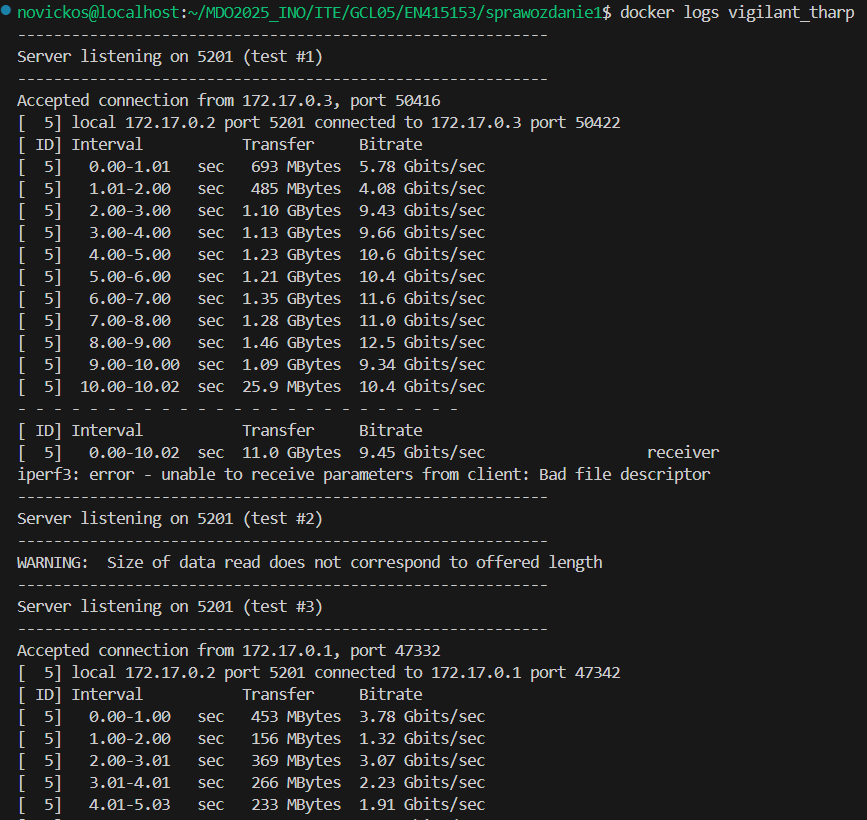 novickos@localhost:~/MDO2025_INO/ITE/GCL05/EN415153/sprawozdanie1$ docker logs vigilant_tharp
-----------------------------------------------------------
Server listening on 5201 (test #1)
-----------------------------------------------------------
Accepted connection from 172.17.0.3, port 50416
[  5] local 172.17.0.2 port 5201 connected to 172.17.0.3 port 50422
[ ID] Interval           Transfer     Bitrate
[  5]   0.00-1.01   sec   693 MBytes  5.78 Gbits/sec
[  5]   1.01-2.00   sec   485 MBytes  4.08 Gbits/sec
[  5]   2.00-3.00   sec  1.10 GBytes  9.43 Gbits/sec
[  5]   3.00-4.00   sec  1.13 GBytes  9.66 Gbits/sec
[  5]   4.00-5.00   sec  1.23 GBytes  10.6 Gbits/sec
[  5]   5.00-6.00   sec  1.21 GBytes  10.4 Gbits/sec
[  5]   6.00-7.00   sec  1.35 GBytes  11.6 Gbits/sec
[  5]   7.00-8.00   sec  1.28 GBytes  11.0 Gbits/sec
[  5]   8.00-9.00   sec  1.46 GBytes  12.5 Gbits/sec
[  5]   9.00-10.00  sec  1.09 GBytes  9.34 Gbits/sec
[  5]  10.00-10.02  sec  25.9 MBytes  10.4 Gbits/sec
- - - - - - - - - - - - - - - - - - - - - - - - -
[ ID] Interval           Transfer     Bitrate
[  5]   0.00-10.02  sec  11.0 GBytes  9.45 Gbits/sec                  receiver
iperf3: error - unable to receive parameters from client: Bad file descriptor
-----------------------------------------------------------
Server listening on 5201 (test #2)
-----------------------------------------------------------
WARNING:  Size of data read does not correspond to offered length
-----------------------------------------------------------
Server listening on 5201 (test #3)
-----------------------------------------------------------
Accepted connection from 172.17.0.1, port 47332
[  5] local 172.17.0.2 port 5201 connected to 172.17.0.1 port 47342
[ ID] Interval           Transfer     Bitrate
[  5]   0.00-1.00   sec   453 MBytes  3.78 Gbits/sec
[  5]   1.00-2.00   sec   156 MBytes  1.32 Gbits/sec
[  5]   2.00-3.01   sec   369 MBytes  3.07 Gbits/sec
[  5]   3.01-4.01   sec   266 MBytes  2.23 Gbits/sec
[  5]   4.01-5.03   sec   233 MBytes  1.91 Gbits/sec